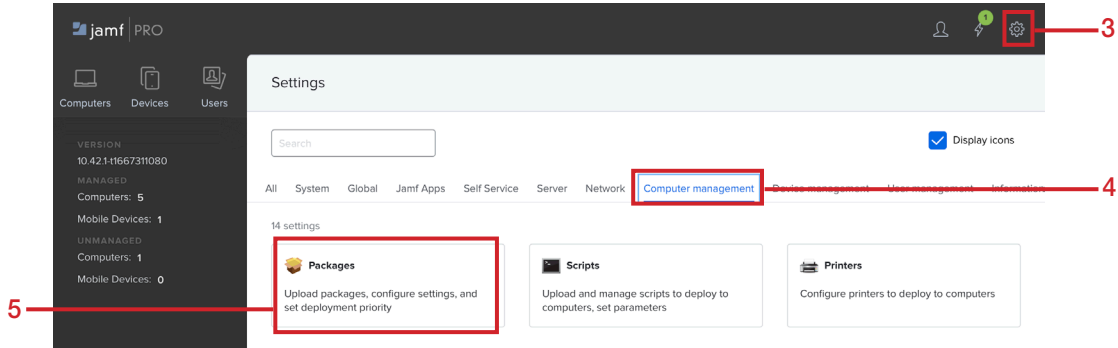 jamf PRO
1
3
Computers Devices Users
Settings
VERSION
10.42.1-t1667311080
MANAGED
Computers: 5
Mobile Devices: 1
UNMANAGED
Computers: 1
Mobile Devices: 0
Search
Display icons
All System Global Jamf Apps Self Service Server Network Computer management Device management User management Information
4
14 settings
Packages
Upload packages, configure settings, and
set deployment priority
Scripts
Upload and manage scripts to deploy to
computers, set parameters
Printers
Configure printers to deploy to computers
5